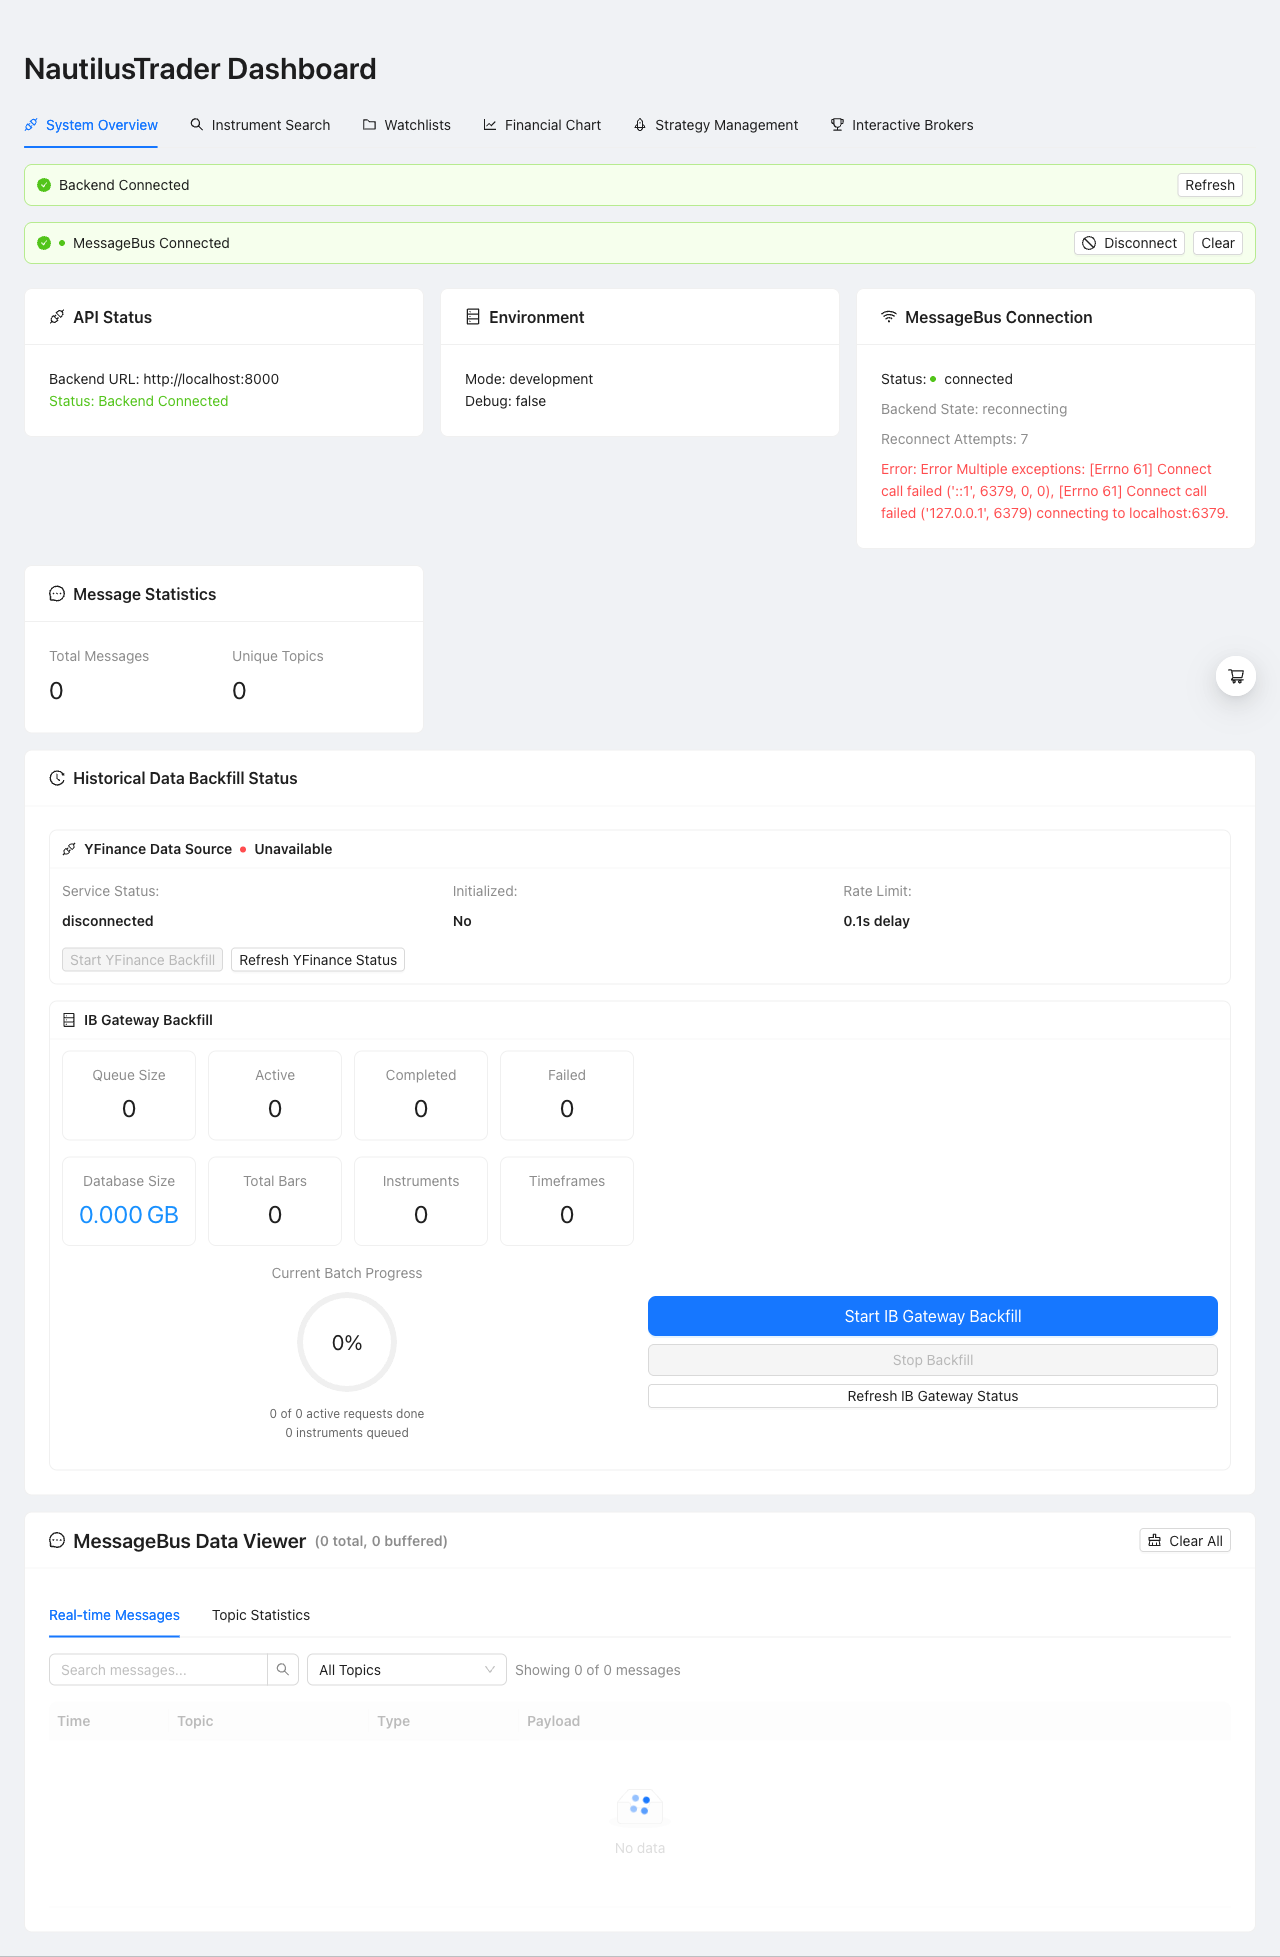 NautilusTrader Dashboard
System Overview
Instrument Search
Watchlists
Financial Chart
Strategy Management
Interactive Brokers
Backend Connected
Refresh
MessageBus Connected
Disconnect
Clear
API Status
Backend URL: http://localhost:8000
Status: Backend Connected
Environment
Mode: development
Debug: false
MessageBus Connection
Status: connected
Backend State: reconnecting
Reconnect Attempts: 7
Error: Error Multiple exceptions: [Errno 61] Connect
call failed ('::1', 6379, 0, 0), [Errno 61] Connect call
failed ('127.0.0.1', 6379) connecting to localhost:6379.
Message Statistics
Total Messages
0
Unique Topics
0
Historical Data Backfill Status
YFinance Data Source
Unavailable
Service Status:
disconnected
Initialized:
No
Rate Limit:
0.1s delay
Start YFinance Backfill
Refresh YFinance Status
IB Gateway Backfill
Queue Size
0
Active
0
Completed
0
Failed
0
Database Size
0.000 GB
Total Bars
0
Instruments
0
Timeframes
0
Current Batch Progress
0%
0 of 0 active requests done
0 instruments queued
Start IB Gateway Backfill
Stop Backfill
Refresh IB Gateway Status
MessageBus Data Viewer (0 total, 0 buffered)
Clear All
Real-time Messages
Topic Statistics
Search messages...
All Topics
Showing 0 of 0 messages
Time
Topic
Type
Payload
No data